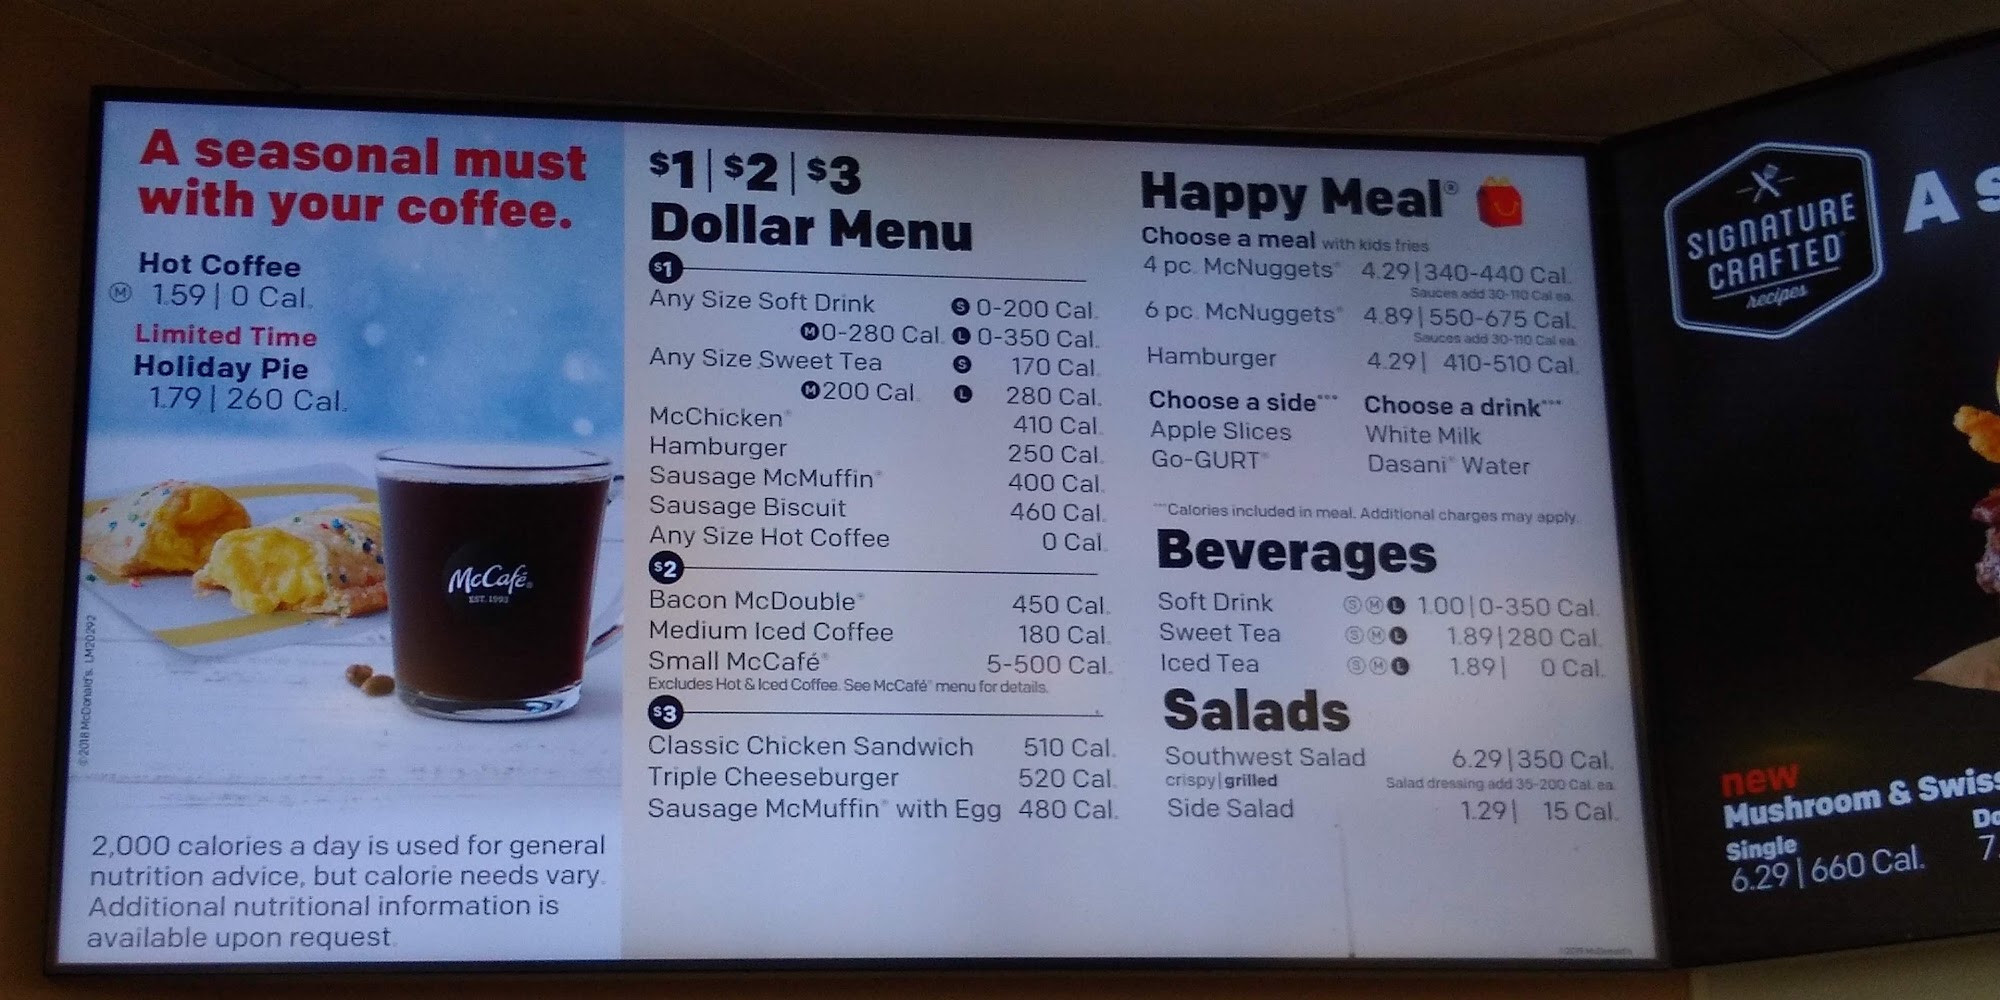 A seasonal must
with your coffee.
Hot Coffee
Ⓜ 1.59 | 0 Cal.
Limited Time
Holiday Pie
1.79 | 260 Cal.
McCafé®
EST. 1993
©2018 McDonald's. LM20292
2,000 calories a day is used for general
nutrition advice, but calorie needs vary.
Additional nutritional information is
available upon request.
$1 | $2 | $3
Dollar Menu
$1
Any Size Soft Drink S 0-200 Cal.
M 0-280 Cal. L 0-350 Cal.
Any Size Sweet Tea S 170 Cal.
M 200 Cal. L 280 Cal.
McChicken® 410 Cal.
Hamburger 250 Cal.
Sausage McMuffin® 400 Cal.
Sausage Biscuit 460 Cal.
Any Size Hot Coffee 0 Cal.
$2
Bacon McDouble® 450 Cal.
Medium Iced Coffee 180 Cal.
Small McCafé® 5-500 Cal.
Excludes Hot & Iced Coffee. See McCafé® menu for details.
$3
Classic Chicken Sandwich 510 Cal.
Triple Cheeseburger 520 Cal.
Sausage McMuffin® with Egg 480 Cal.
Happy Meal®
Choose a meal with kids fries
4 pc. McNuggets® 4.29 | 340-440 Cal.
Sauces add 30-110 Cal ea.
6 pc. McNuggets® 4.89 | 550-675 Cal.
Sauces add 30-110 Cal ea.
Hamburger 4.29 | 410-510 Cal.
Choose a side*** Choose a drink***
Apple Slices White Milk
Go-GURT® Dasani® Water
***Calories included in meal. Additional charges may apply.
Beverages
Soft Drink S M L 1.00 | 0-350 Cal.
Sweet Tea S M L 1.89 | 280 Cal.
Iced Tea S M L 1.89 | 0 Cal.
Salads
Southwest Salad 6.29 | 350 Cal.
crispy | grilled Salad dressing add 35-200 Cal. ea.
Side Salad 1.29 | 15 Cal.
SIGNATURE
CRAFTED
recipes
A S
new
Mushroom & Swiss
Single Do
6.29 | 660 Cal. 7.